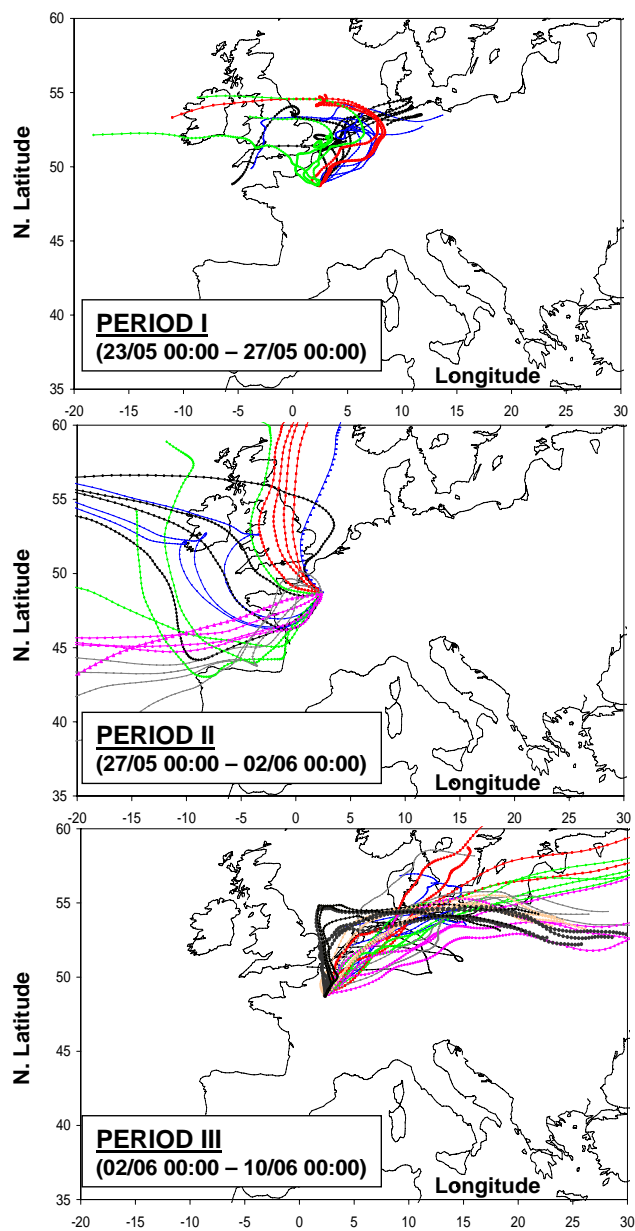 60
55
50
45
40
35
N. Latitude
PERIOD I
(23/05 00:00 – 27/05 00:00)
Longitude
-20 -15 -10 -5 0 5 10 15 20 25 30
60
55
50
45
40
35
N. Latitude
PERIOD II
(27/05 00:00 – 02/06 00:00)
Longitude
-20 -15 -10 -5 0 5 10 15 20 25 30
60
55
50
45
40
35
N. Latitude
PERIOD III
(02/06 00:00 – 10/06 00:00)
Longitude
-20 -15 -10 -5 0 5 10 15 20 25 30